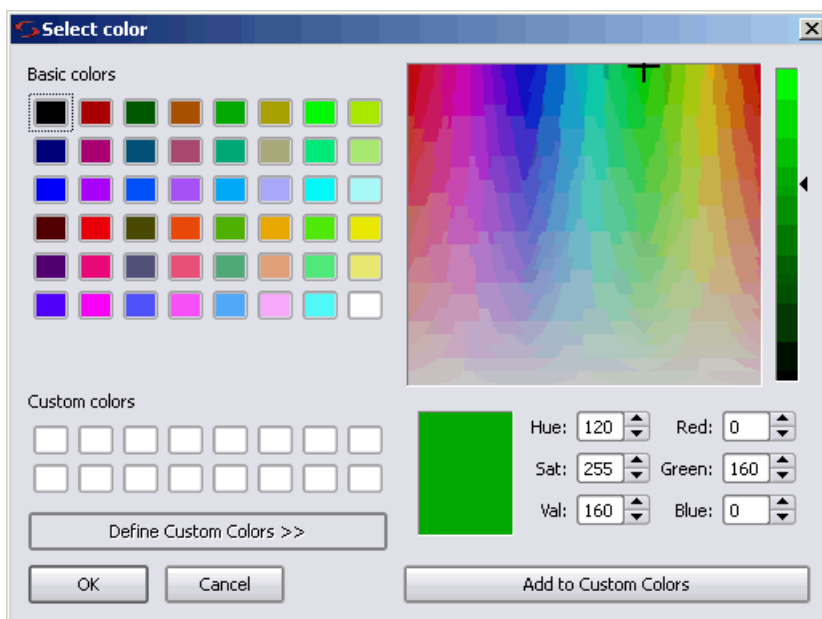 Select color
Basic colors
Custom colors
Define Custom Colors >>
OK Cancel
Hue: 120 Red: 0
Sat: 255 Green: 160
Val: 160 Blue: 0
Add to Custom Colors